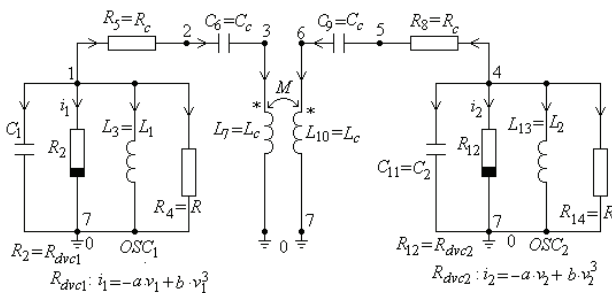 R5=Rc
C6=Cc
C9=Cc
R8=Rc
1
2
3
6
5
4
M
*
*
i1
C1
R2
L3=
L1
R4=
R
L7=Lc
L10=Lc
i2
C11=C2
R12
L13=
L2
R14=
R
7
0
OSC1
7
0
7
0
OSC2
R2=Rdvc1
R12=Rdvc2
Rdvc1: i1=-a.v1+b.v1^3
Rdvc2: i2=-a.v2+b.v2^3